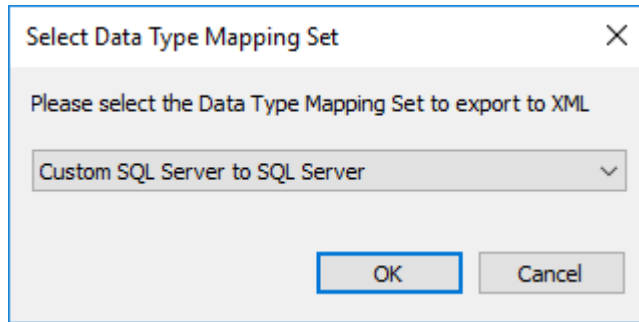 Select Data Type Mapping Set
Please select the Data Type Mapping Set to export to XML
Custom SQL Server to SQL Server
OK
Cancel